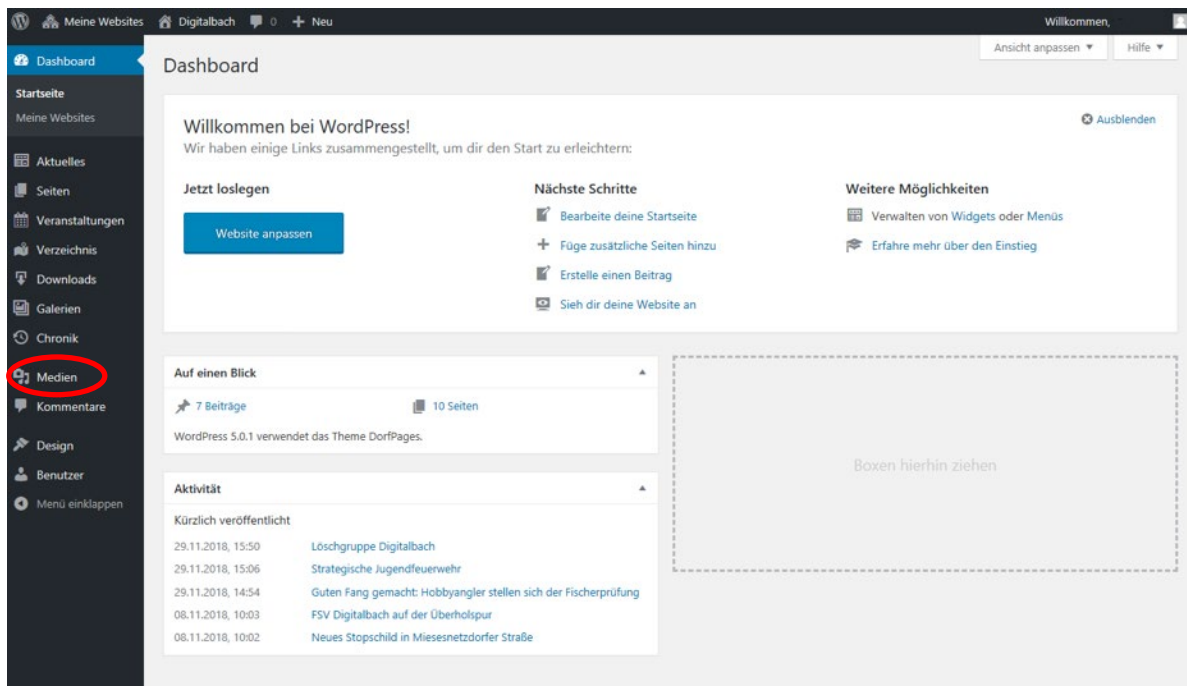 Meine Websites Digitalbach 0 + Neu Willkommen,
Ansicht anpassen ▼ Hilfe ▼
Dashboard
Startseite
Meine Websites
Aktuelles
Seiten
Veranstaltungen
Verzeichnis
Downloads
Galerien
Chronik
Medien
Kommentare
Design
Benutzer
Menü einklappen
Dashboard
Willkommen bei WordPress!
Wir haben einige Links zusammengestellt, um dir den Start zu erleichtern:
Ausblenden
Jetzt loslegen
Website anpassen
Nächste Schritte
Bearbeite deine Startseite
Füge zusätzliche Seiten hinzu
Erstelle einen Beitrag
Sieh dir deine Website an
Weitere Möglichkeiten
Verwalten von Widgets oder Menüs
Erfahre mehr über den Einstieg
Auf einen Blick
7 Beiträge 10 Seiten
WordPress 5.0.1 verwendet das Theme DorfPages.
Aktivität
Kürzlich veröffentlicht
29.11.2018, 15:50 Löschgruppe Digitalbach
29.11.2018, 15:06 Strategische Jugendfeuerwehr
29.11.2018, 14:54 Guten Fang gemacht: Hobbyangler stellen sich der Fischerprüfung
08.11.2018, 10:03 FSV Digitalbach auf der Überholspur
08.11.2018, 10:02 Neues Stopschild in Miesesnetzdorfer Straße
Boxen hierhin ziehen